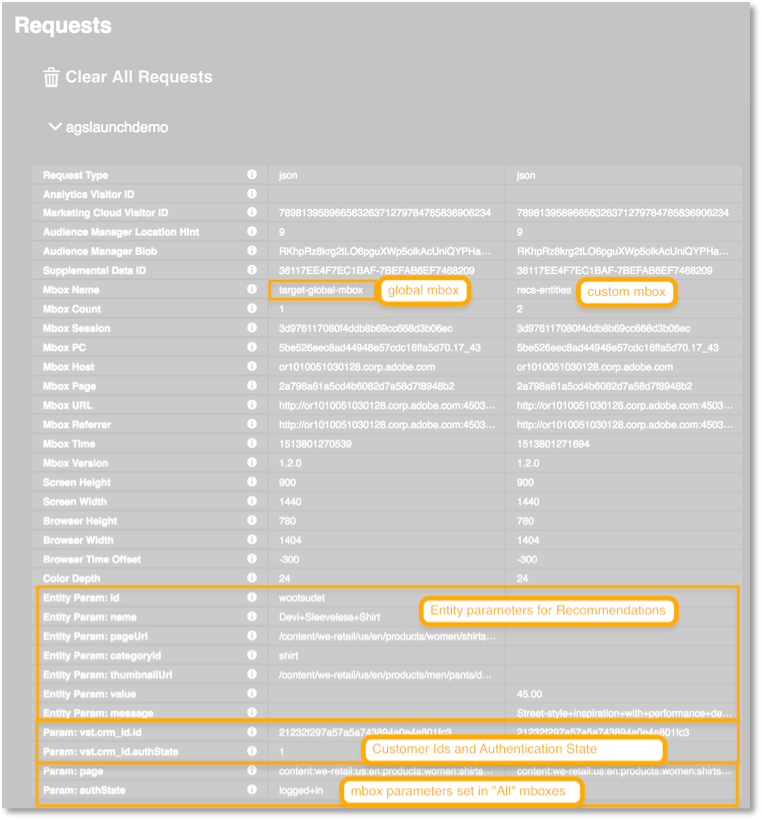 Requests
Clear All Requests
agslaunchdemo
Request Type json json
Analytics Visitor ID
Marketing Cloud Visitor ID 78981395896656326371279784785836906234 78981395896656326371279784785836906234
Audience Manager Location Hint 9 9
Audience Manager Blob RKhpRz8krg2tLO6pguXWp5olkAcUniQYPHa... RKhpRz8krg2tLO6pguXWp5olkAcUniQYPHa...
Supplemental Data ID 36117EE4F7EC1BAF-7BEFAB6EF7468209 36117EE4F7EC1BAF-7BEFAB6EF7468209
Mbox Name target-global-mbox global mbox recs-entities custom mbox
Mbox Count 1 2
Mbox Session 3d976117080f4ddb8b69cc668d3b06ec 3d976117080f4ddb8b69cc668d3b06ec
Mbox PC 5be526eec8ad44948e57cdc16ffa5d70.17_43 5be526eec8ad44948e57cdc16ffa5d70.17_43
Mbox Host or1010051030128.corp.adobe.com or1010051030128.corp.adobe.com
Mbox Page 2a798a61a5cd4b6082d7a58d7f8948b2 2a798a61a5cd4b6082d7a58d7f8948b2
Mbox URL http://or1010051030128.corp.adobe.com:4503... http://or1010051030128.corp.adobe.com:4503...
Mbox Referrer http://or1010051030128.corp.adobe.com:4503... http://or1010051030128.corp.adobe.com:4503...
Mbox Time 1513801270539 1513801271694
Mbox Version 1.2.0 1.2.0
Screen Height 900 900
Screen Width 1440 1440
Browser Height 780 780
Browser Width 1404 1404
Browser Time Offset -300 -300
Color Depth 24 24
Entity Param: id wootsudet
Entity Param: name Devi+Sleeveless+Shirt Entity parameters for Recommendations
Entity Param: pageUrl /content/we-retail/us/en/products/women/shirts...
Entity Param: categoryId shirt
Entity Param: thumbnailUrl /content/we-retail/us/en/products/men/pants/d...
Entity Param: value 45.00
Entity Param: message Street-style+inspiration+with+performance+de...
Param: vst.crm_id.id 21232f297a57a5a743894a0e4a801fc3 21232f297a57a5a743894a0e4a801fc3
Param: vst.crm_id.authState 1 Customer Ids and Authentication State
Param: page content:we-retail:us:en:products:women:shirts... content:we-retail:us:en:products:women:shirts...
Param: authState logged+in mbox parameters set in "All" mboxes